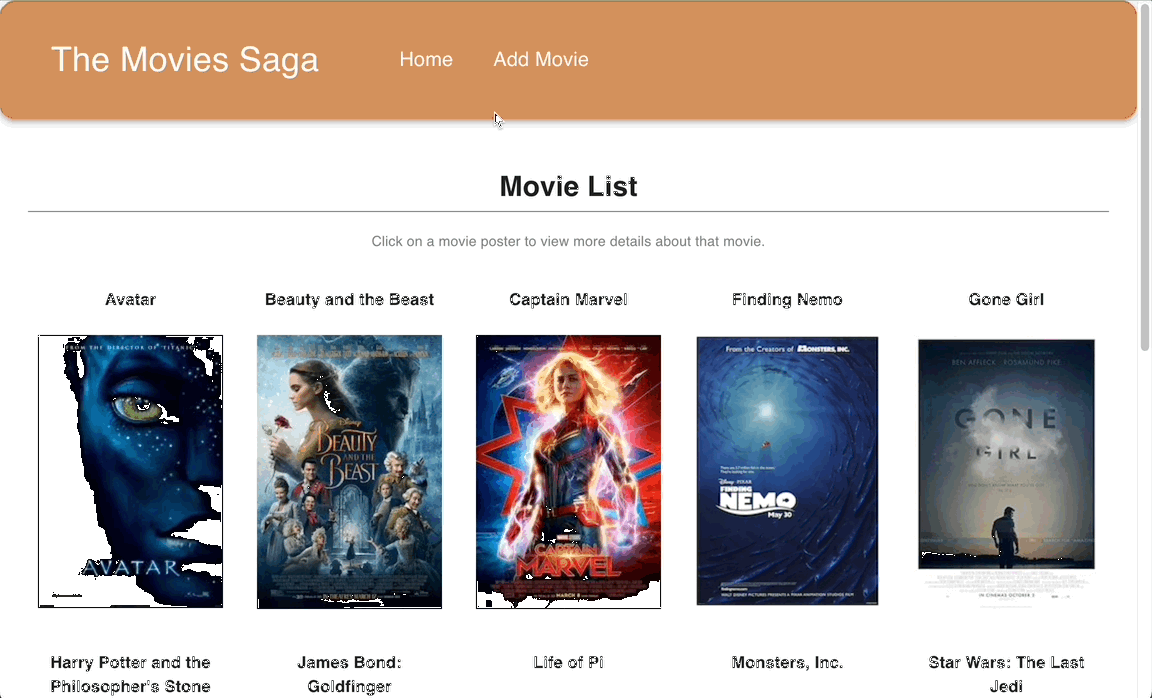 The Movies Saga
Home
Add Movie
Movie List
Click on a movie poster to view more details about that movie.
Avatar
Beauty and the Beast
Captain Marvel
Finding Nemo
Gone Girl
FROM THE DIRECTOR OF TITANIC
AVATAR
Disney
BEAUTY
AND THE
BEAST
CAPTAIN
MARVEL
MARCH 8
From the Creators of MONSTERS, INC.
Disney PIXAR
FINDING
NEMO
May 30
BEN AFFLECK ROSAMUND PIKE
GONE
GIRL
IN CINEMAS OCTOBER 2
Harry Potter and the
Philosopher's Stone
James Bond:
Goldfinger
Life of Pi
Monsters, Inc.
Star Wars: The Last
Jedi